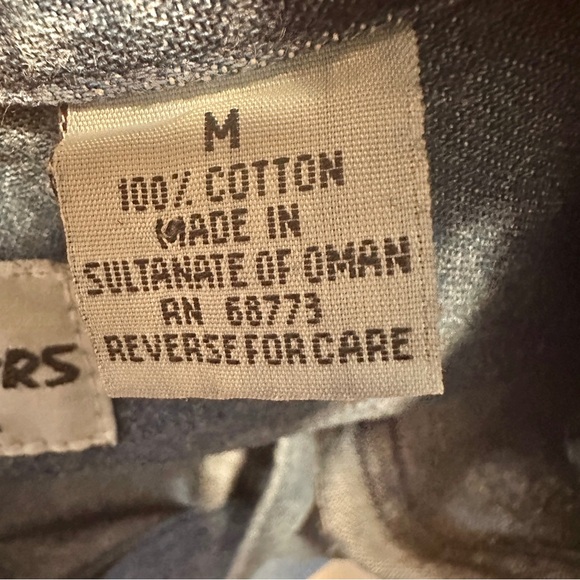 M
100% COTTON
MADE IN
SULTANATE OF OMAN
RN 68773
REVERSE FOR CARE